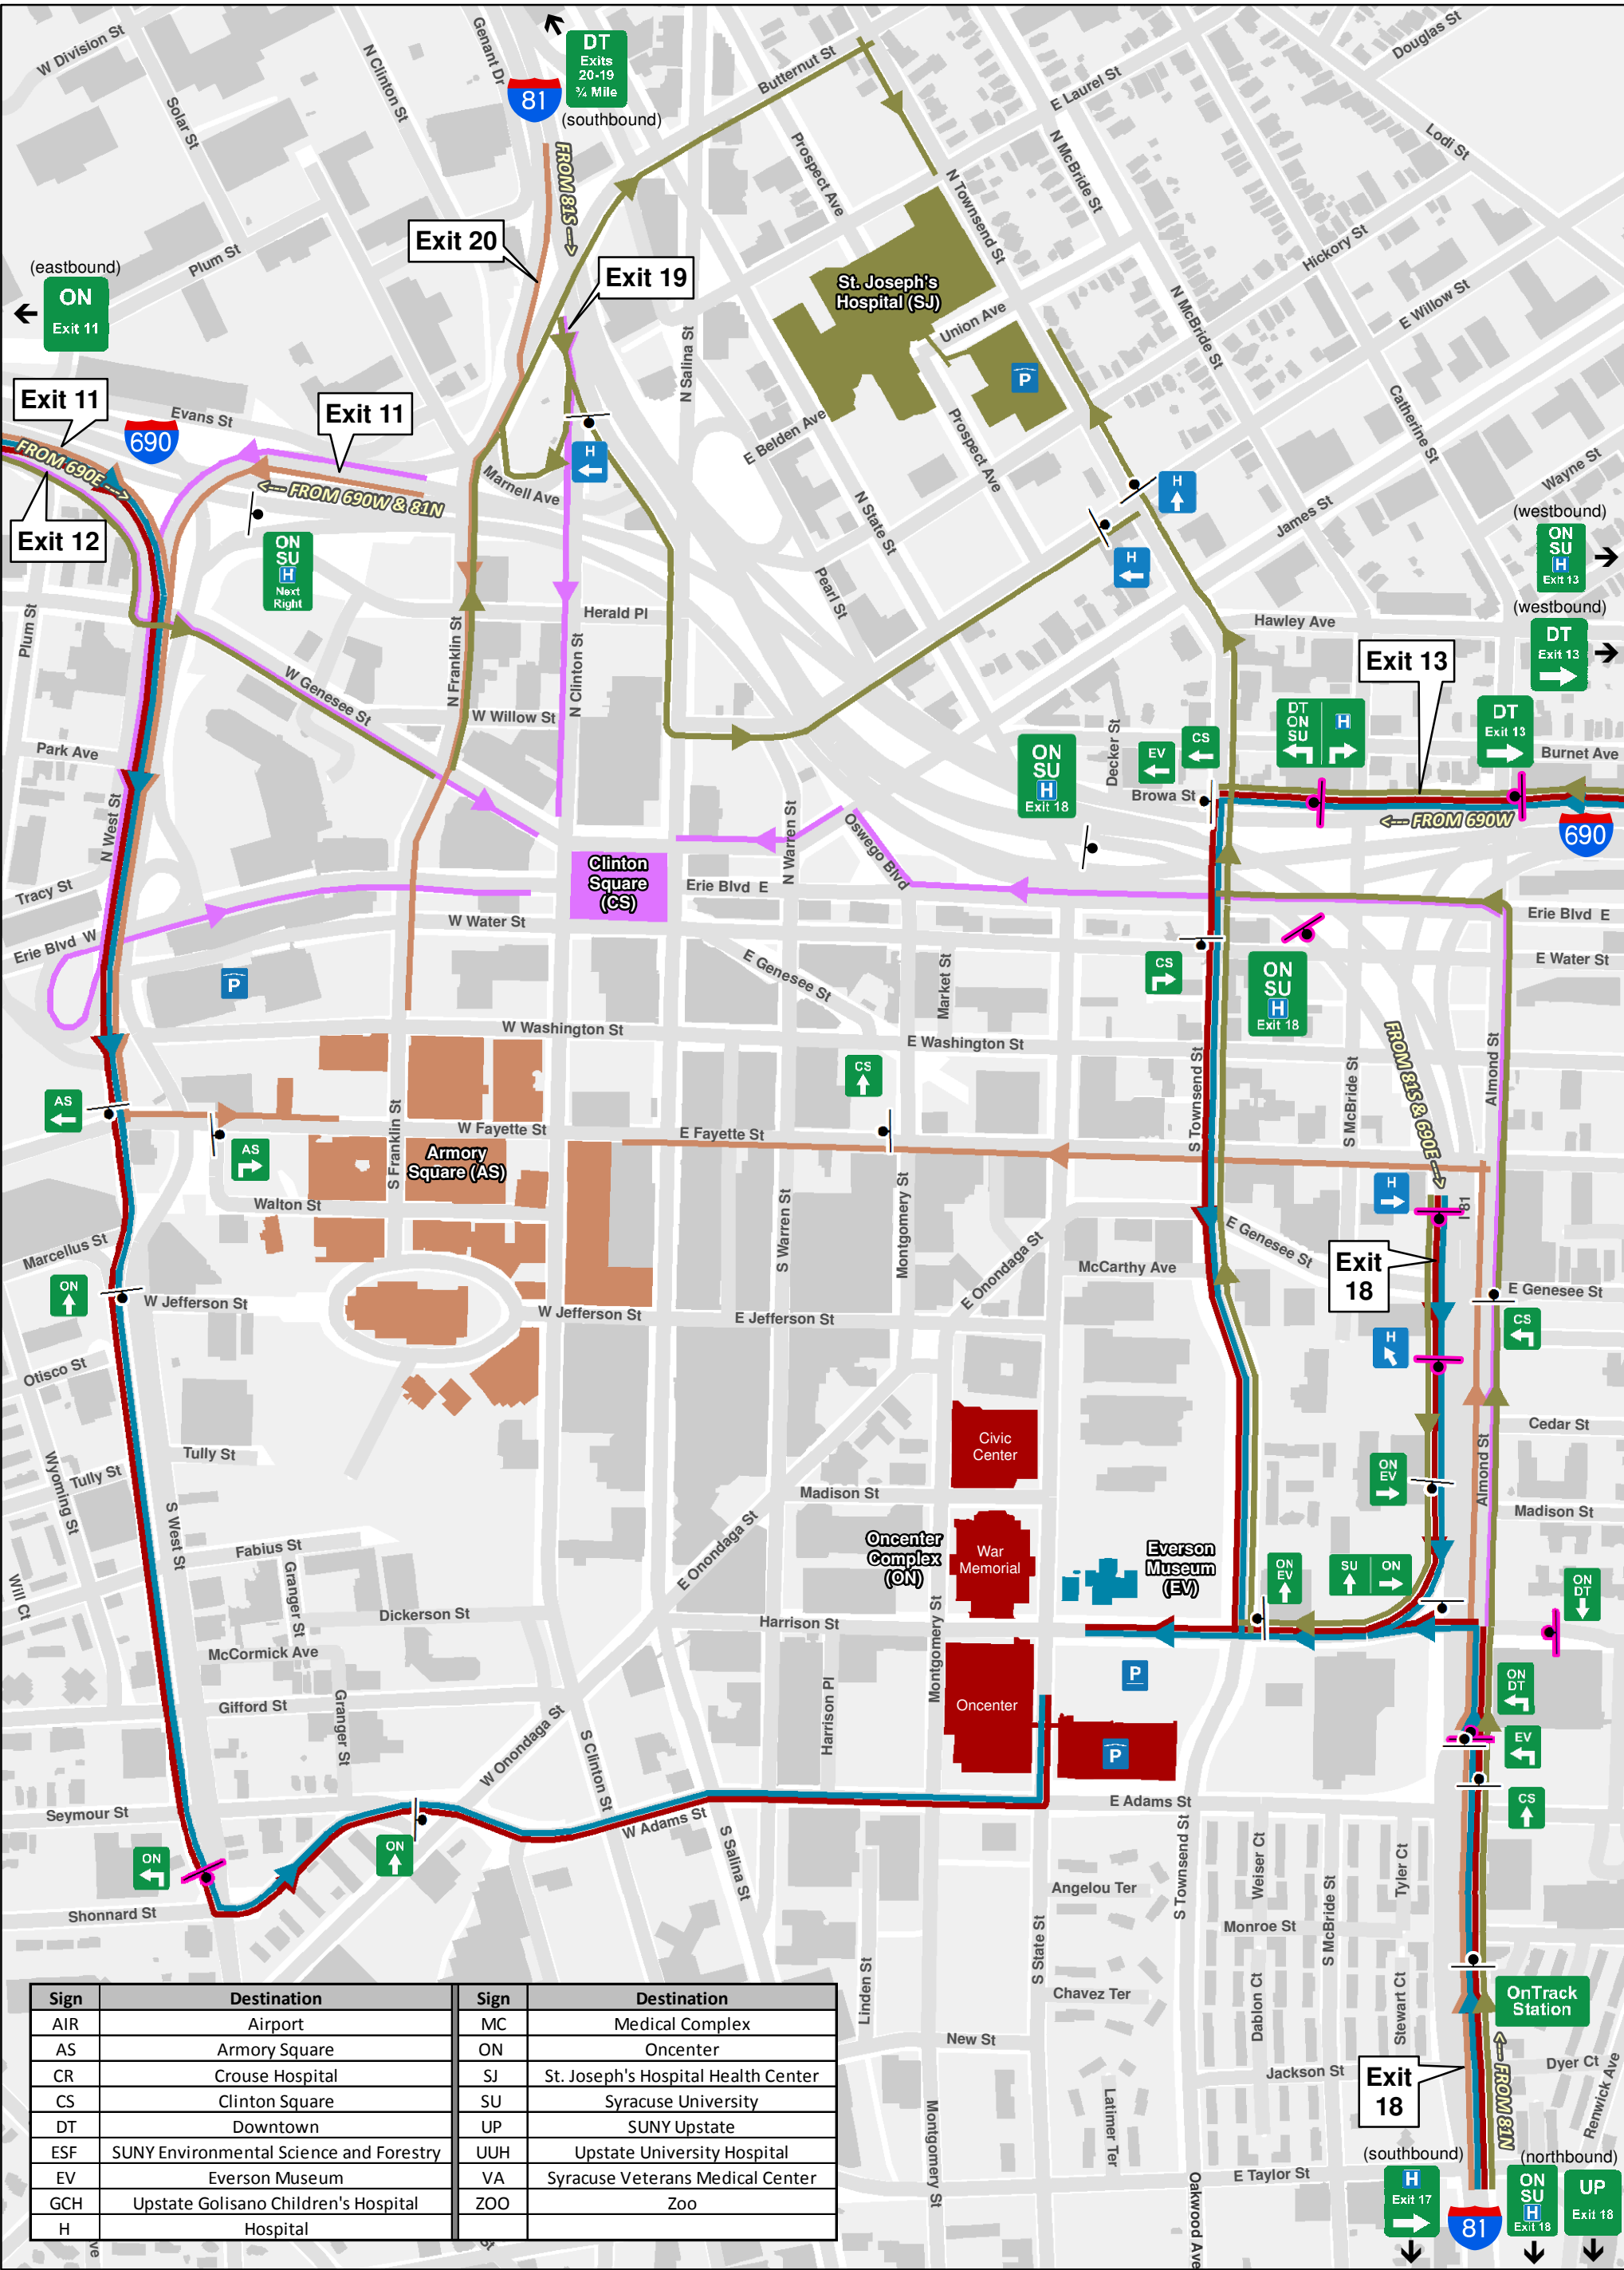 W Division St
Solar St
N Clinton St
Genant Dr
DT
Exits
20-19
¾ Mile
81
(southbound)
Butternut St
E Laurel St
Douglas St
Lodi St
N McBride St
Prospect Ave
N Townsend St
FROM 81S --->
Exit 20
Exit 19
Plum St
(eastbound)
ON
Exit 11
Hickory St
St. Joseph's
Hospital (SJ)
Union Ave
P
N McBride St
E Willow St
N Salina St
Exit 11
Evans St
Exit 11
690
FROM 690E --->
<--- FROM 690W & 81N
Exit 12
Marnell Ave
H
E Belden Ave
Prospect Ave
Catherine St
Wayne St
N State St
H
H
James St
(westbound)
ON
SU
H
Exit 13
ON
SU
H
Next
Right
Pearl St
Plum St
Herald Pl
Hawley Ave
(westbound)
DT
Exit 13
Exit 13
W Genesee St
N Franklin St
N Clinton St
W Willow St
Park Ave
ON
SU
H
Exit 18
Decker St
EV
CS
DT
ON
SU
H
DT
Exit 13
Burnet Ave
Browa St
<--- FROM 690W
690
N West St
N Warren St
Oswego Blvd
Clinton
Square
(CS)
Erie Blvd E
Tracy St
Erie Blvd W
W Water St
Erie Blvd E
E Water St
P
E Genesee St
Market St
CS
ON
SU
H
Exit 18
W Washington St
E Washington St
FROM 81S & 690E --->
Almond St
S McBride St
S Townsend St
CS
AS
AS
W Fayette St
E Fayette St
S Franklin St
Armory
Square (AS)
Walton St
H
I 81
Marcellus St
S Warren St
Montgomery St
E Onondaga St
E Genesee St
McCarthy Ave
Exit
18
ON
W Jefferson St
W Jefferson St
E Jefferson St
E Genesee St
CS
H
Otisco St
Civic
Center
Cedar St
Almond St
Tully St
Tully St
Wyoming St
ON
EV
Madison St
Madison St
S West St
Fabius St
Granger St
E Onondaga St
Oncenter
Complex
(ON)
War
Memorial
Everson
Museum
(EV)
ON
EV
SU
ON
ON
DT
Will Ct
Dickerson St
Harrison St
McCormick Ave
Montgomery St
P
Gifford St
Granger St
Oncenter
Harrison Pl
ON
DT
W Onondaga St
S Clinton St
P
EV
Seymour St
W Adams St
E Adams St
CS
ON
ON
S Salina St
Shonnard St
Angelou Ter
S Townsend St
Weiser Ct
Tyler Ct
Monroe St
S McBride St
S State St
Linden St
Chavez Ter
Dablon Ct
Stewart Ct
OnTrack
Station
New St
Jackson St
Dyer Ct
Renwick Ave
<--- FROM 81N
Exit
18
Latimer Ter
Montgomery St
Oakwood Ave
E Taylor St
(southbound)
H
Exit 17
81
(northbound)
ON
SU
H
Exit 18
UP
Exit 18
Sign Destination Sign Destination
AIR Airport MC Medical Complex
AS Armory Square ON Oncenter
CR Crouse Hospital SJ St. Joseph's Hospital Health Center
CS Clinton Square SU Syracuse University
DT Downtown UP SUNY Upstate
ESF SUNY Environmental Science and Forestry UUH Upstate University Hospital
EV Everson Museum VA Syracuse Veterans Medical Center
GCH Upstate Golisano Children's Hospital ZOO Zoo
H Hospital